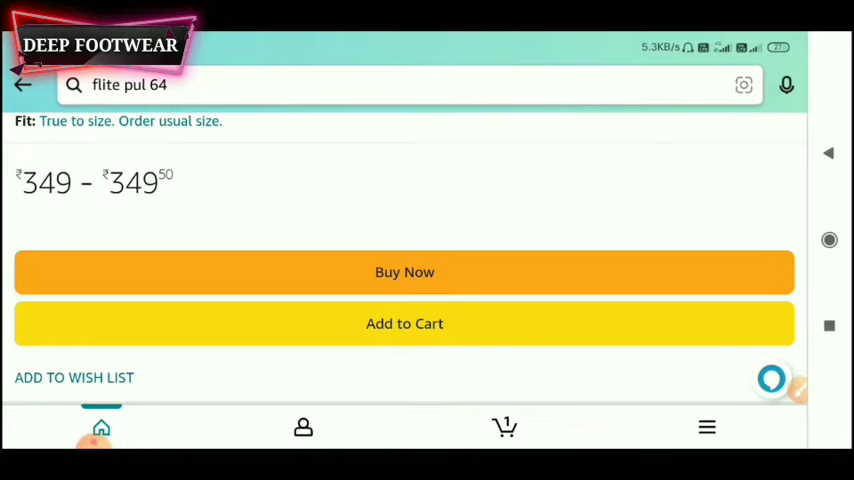 DEEP FOOTWEAR
5.3KB/s
flite pul 64
Fit: True to size. Order usual size.
₹349 - ₹34950
Buy Now
Add to Cart
ADD TO WISH LIST
1